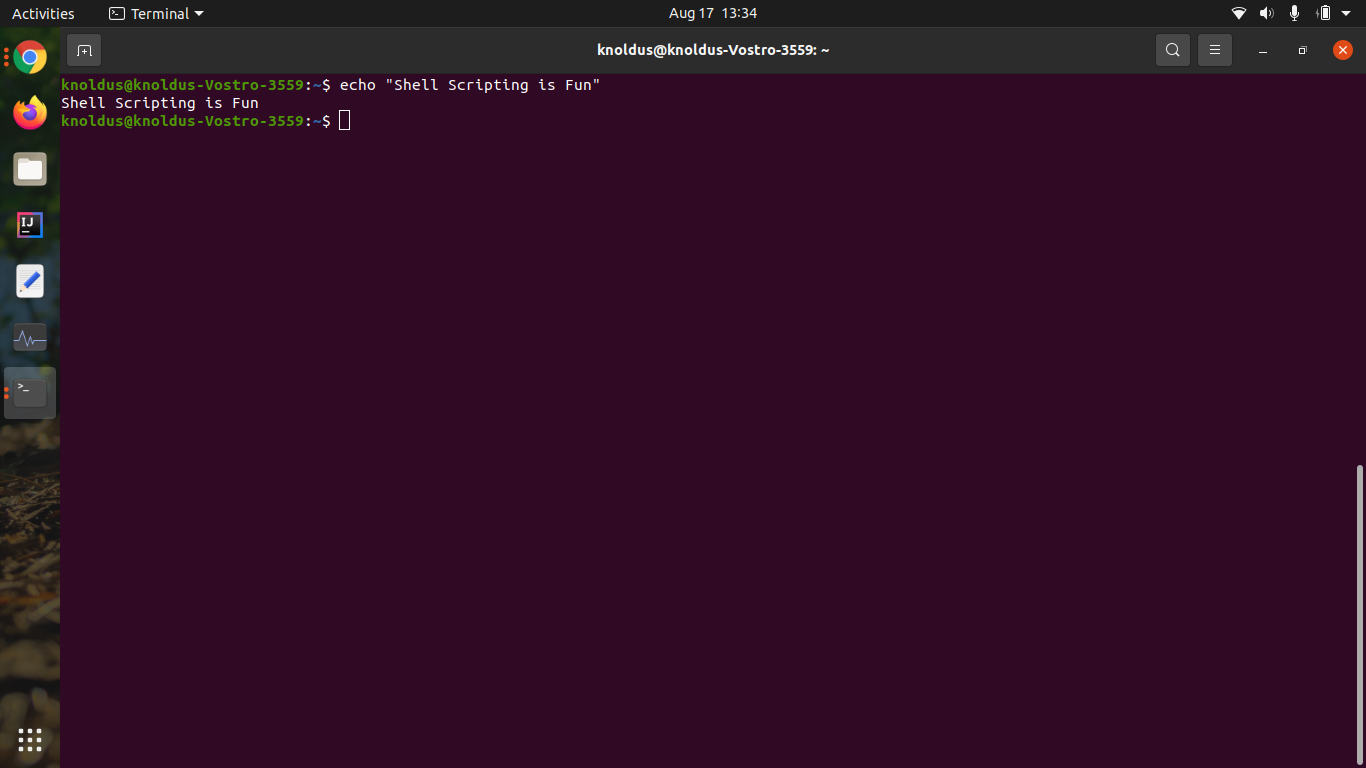 Activities
Terminal
Aug 17 13:34
knoldus@knoldus-Vostro-3559: ~
knoldus@knoldus-Vostro-3559:~$ echo "Shell Scripting is Fun"
Shell Scripting is Fun
knoldus@knoldus-Vostro-3559:~$
IJ
>_